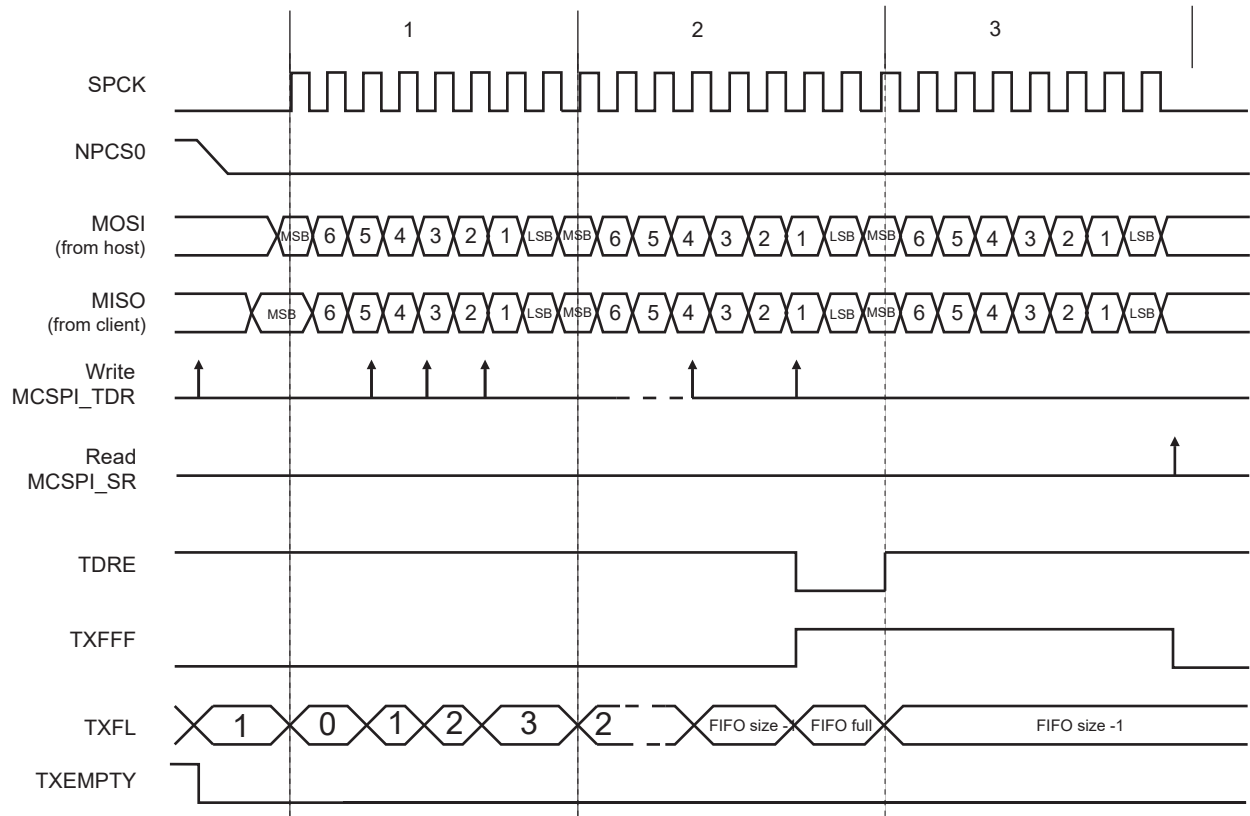 1 2 3
SPCK
NPCS0
MOSI
(from host)
MSB 6 5 4 3 2 1 LSB MSB 6 5 4 3 2 1 LSB MSB 6 5 4 3 2 1 LSB
MISO
(from client)
MSB 6 5 4 3 2 1 LSB MSB 6 5 4 3 2 1 LSB MSB 6 5 4 3 2 1 LSB
Write
MCSPI_TDR
Read
MCSPI_SR
TDRE
TXFFF
TXFL 1 0 1 2 3 2 FIFO size -1 FIFO full FIFO size -1
TXEMPTY